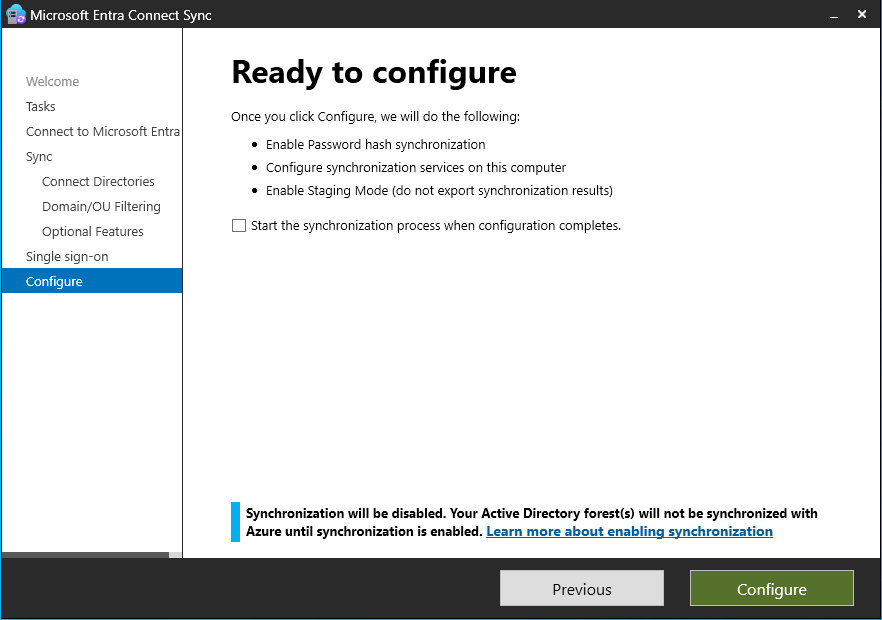 Microsoft Entra Connect Sync
Welcome
Tasks
Connect to Microsoft Entra
Sync
Connect Directories
Domain/OU Filtering
Optional Features
Single sign-on
Configure
Ready to configure
Once you click Configure, we will do the following:
• Enable Password hash synchronization
• Configure synchronization services on this computer
• Enable Staging Mode (do not export synchronization results)
Start the synchronization process when configuration completes.
Synchronization will be disabled. Your Active Directory forest(s) will not be synchronized with
Azure until synchronization is enabled. Learn more about enabling synchronization
Previous
Configure